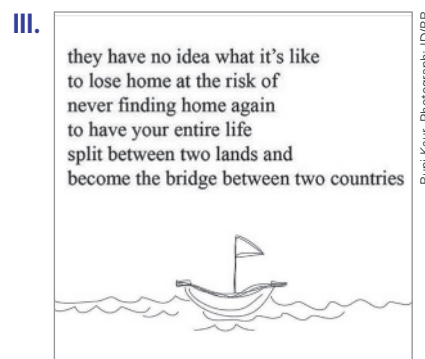 III.
they have no idea what it's like
to lose home at the risk of
never finding home again
to have your entire life
split between two lands and
become the bridge between two countries